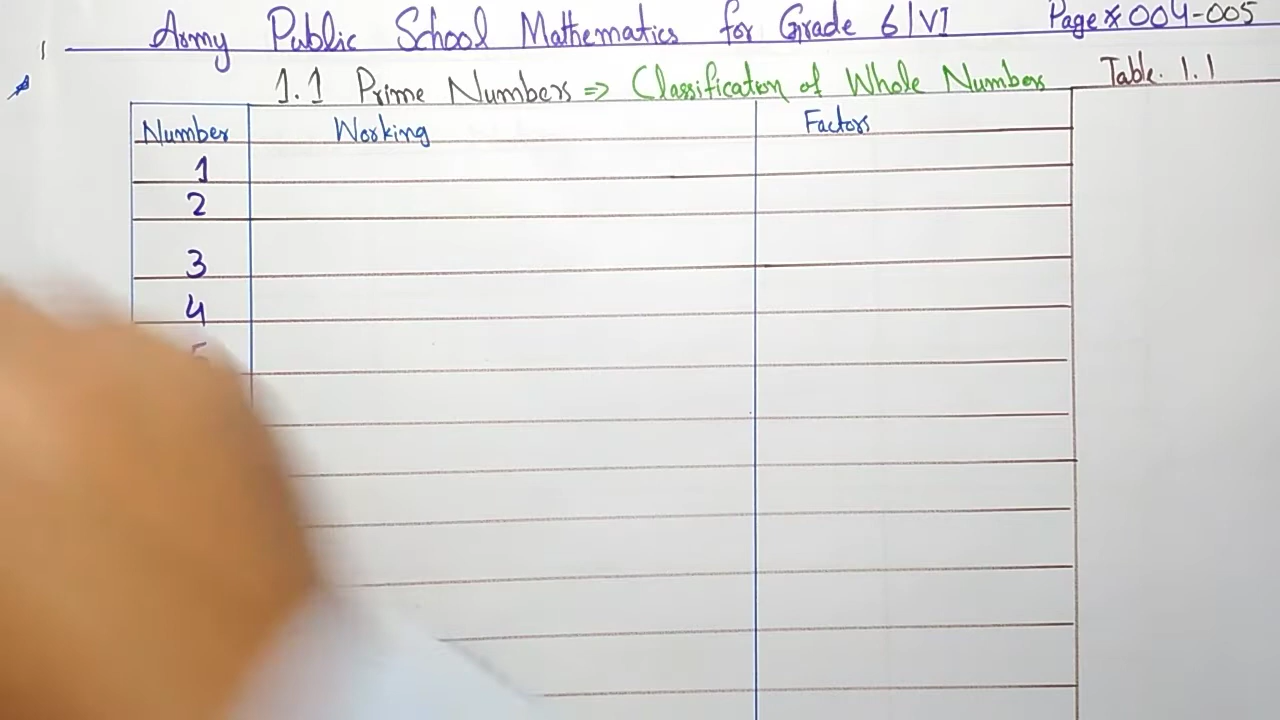 Army Public School Mathematics for Grade 6/VI Page * 004-005
1.1 Prime Numbers ⇒ Classification of Whole Numbers Table. 1.1
Number Working Factors
1
2
3
4
5